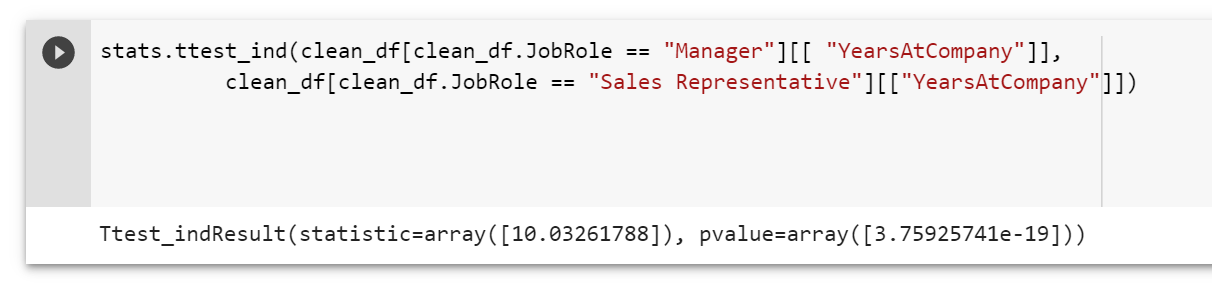 stats.ttest_ind(clean_df[clean_df.JobRole == "Manager"][[ "YearsAtCompany"]],
clean_df[clean_df.JobRole == "Sales Representative"][["YearsAtCompany"]])
Ttest_indResult(statistic=array([10.03261788]), pvalue=array([3.75925741e-19]))